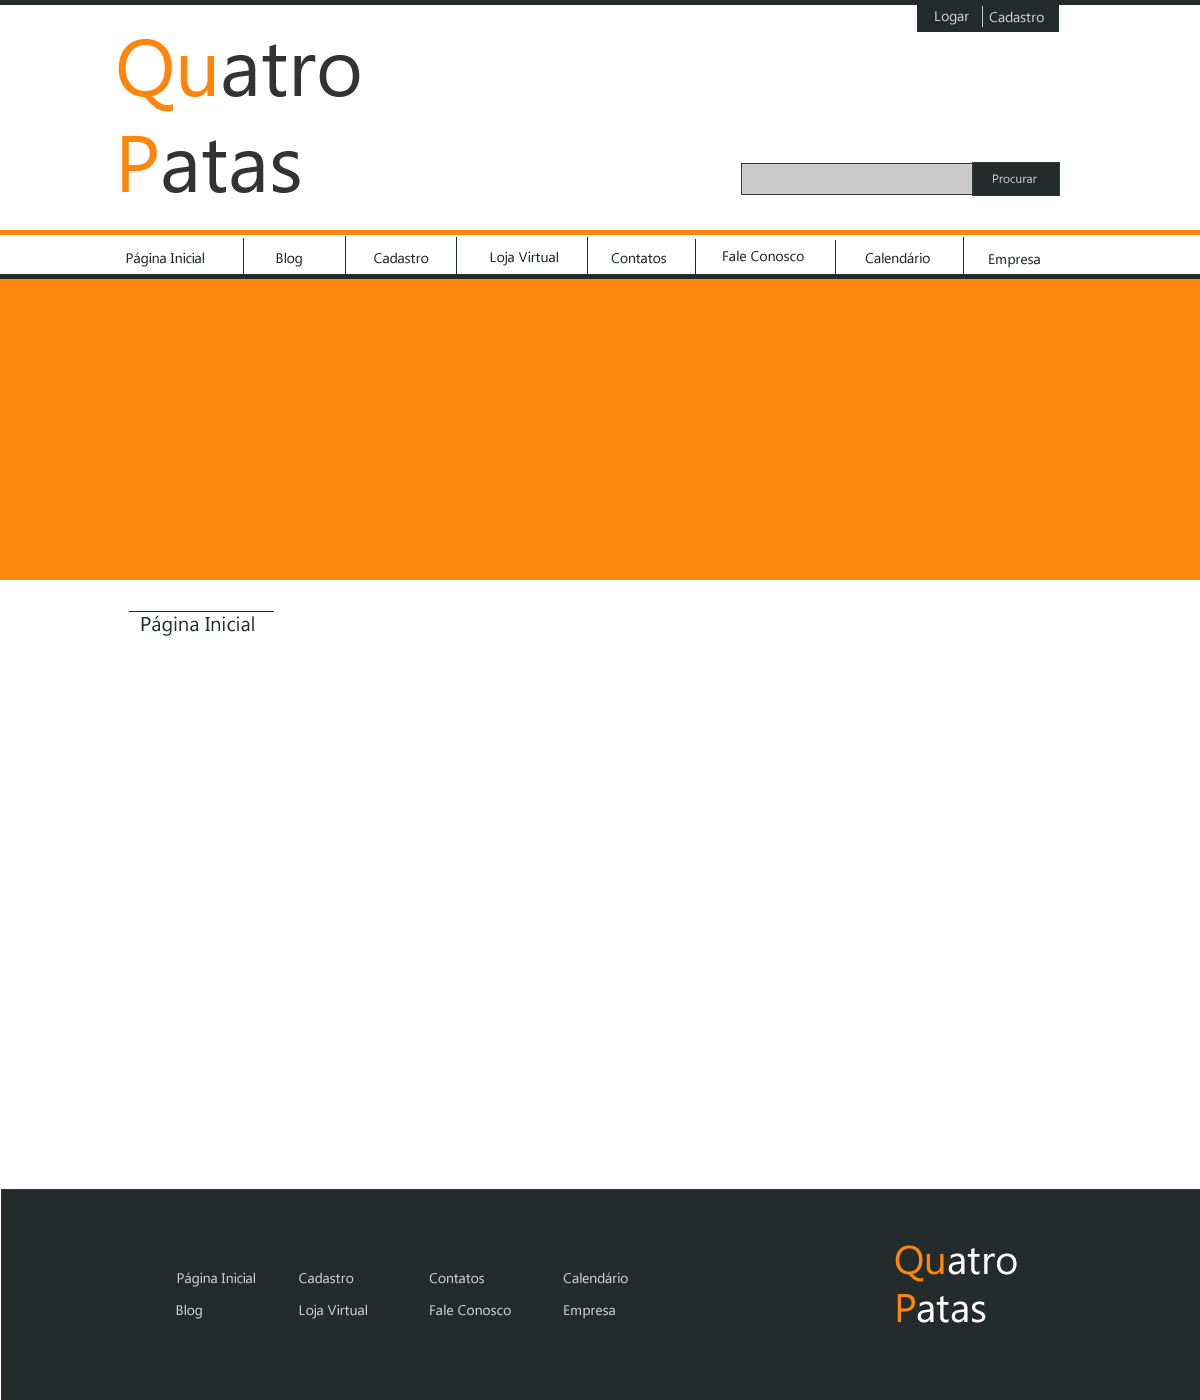 Logar Cadastro
Quatro
Patas
Procurar
Página Inicial Blog Cadastro Loja Virtual Contatos Fale Conosco Calendário Empresa
Página Inicial
Quatro
Patas
Página Inicial Cadastro Contatos Calendário
Blog Loja Virtual Fale Conosco Empresa